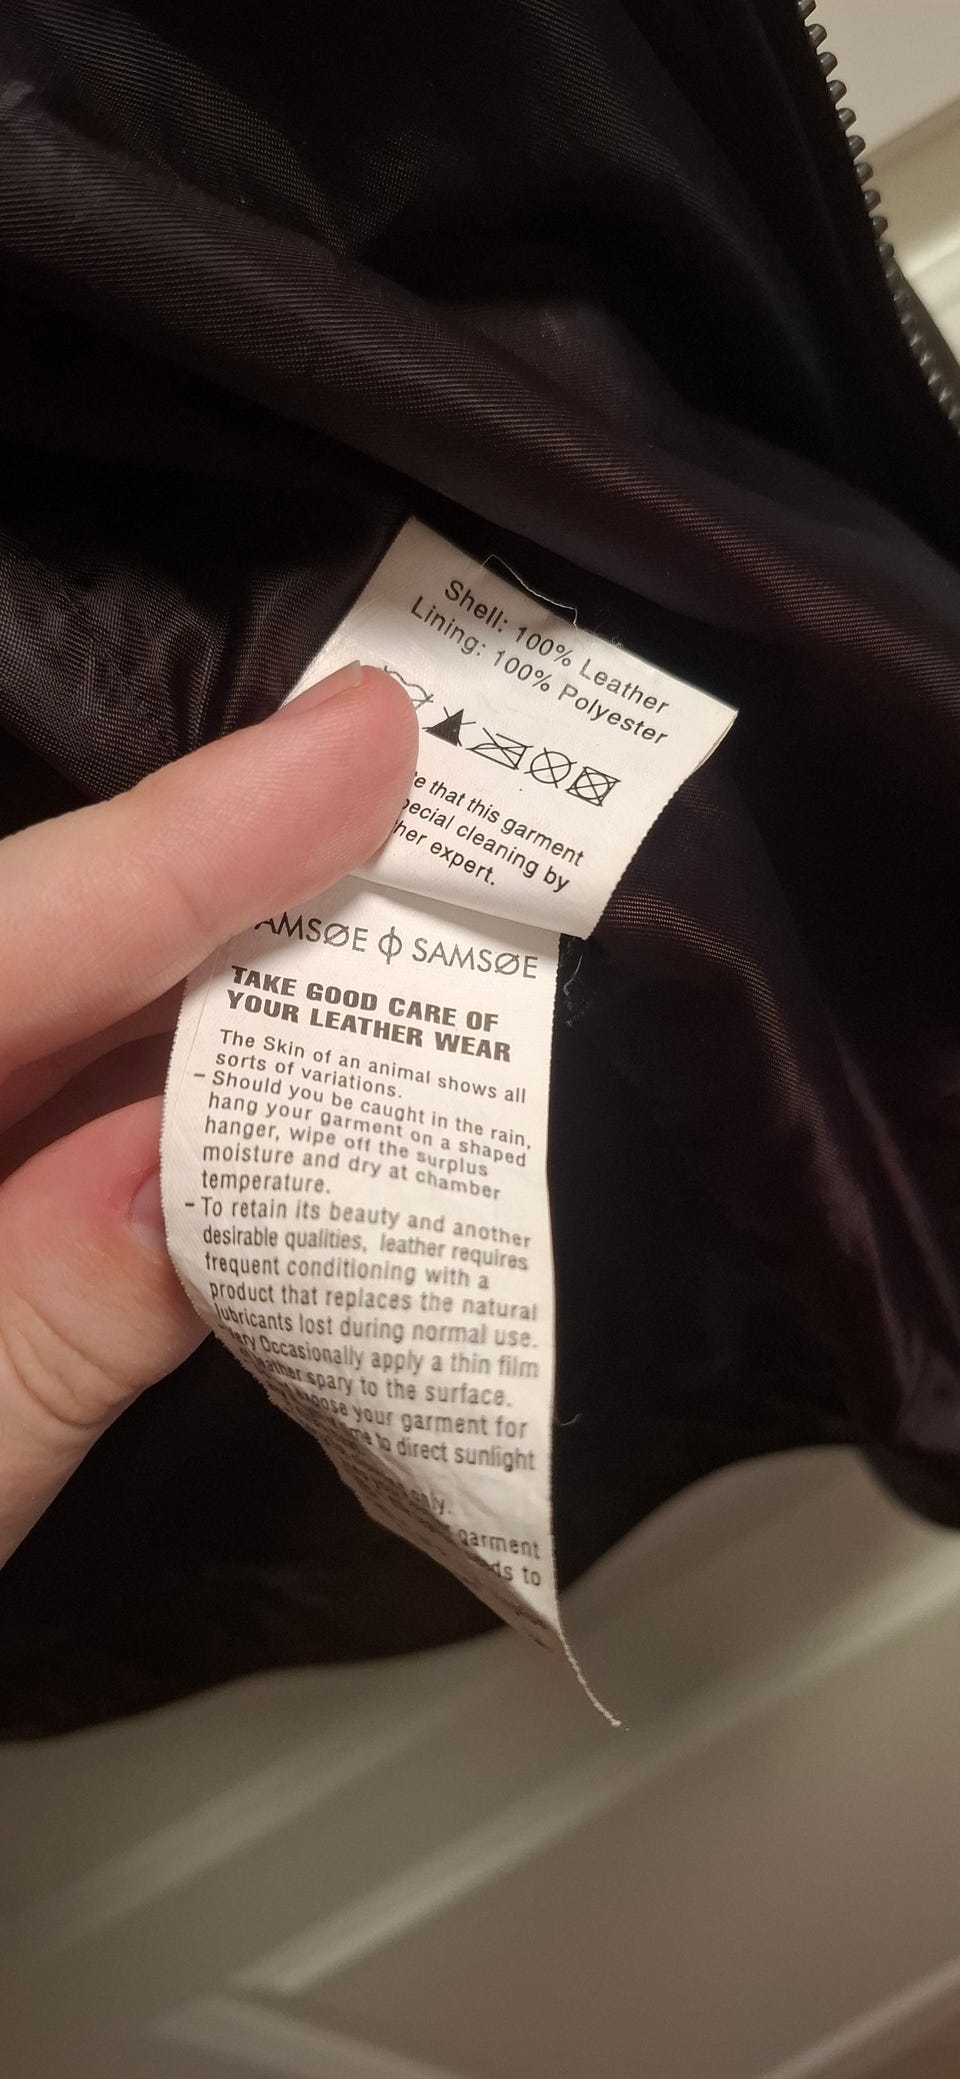 Shell: 100% Leather
Lining: 100% Polyester
that this garment
cleaning by
expert.
SAMSØE
TAKE GOOD CARE OF
YOUR LEATHER WEAR
The Skin of an animal shows all
sorts of variations.
– Should you be caught in the rain,
hang your garment on a shaped
hanger, wipe off the surplus
moisture and dry at chamber
temperature.
– To retain its beauty and another
desirable qualities, leather requires
frequent conditioning with a
product that replaces the natural
lubricants lost during normal use.
Occasionally apply a thin film
spary to the surface.
your garment for
to direct sunlight
only.
garment
to